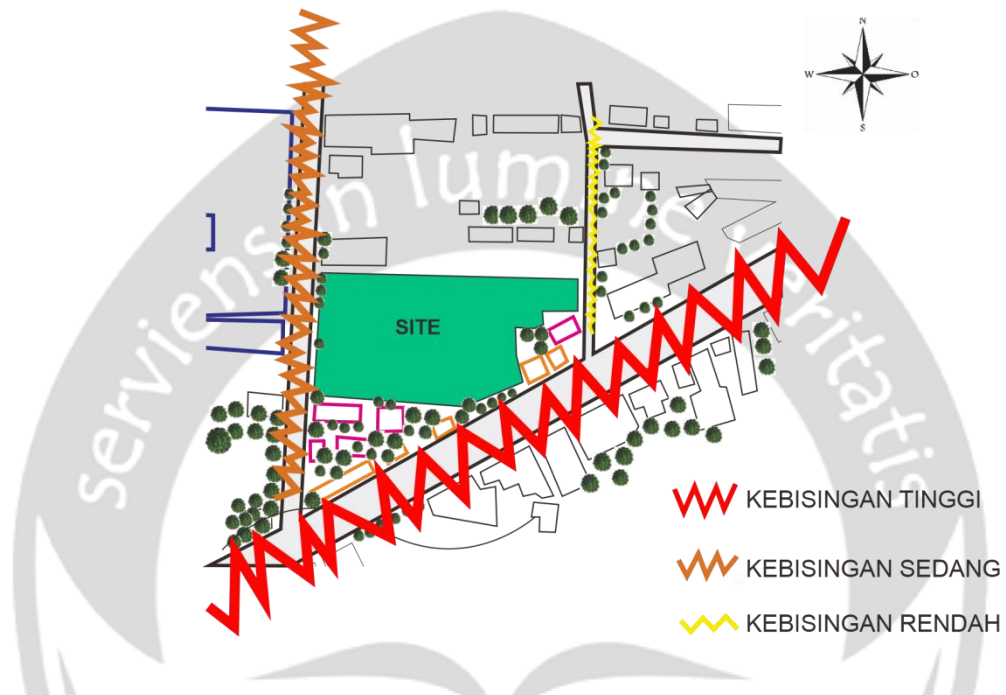 N
W
O
S
serviens in lumine veritatis
SITE
KEBISINGAN TINGGI
KEBISINGAN SEDANG
KEBISINGAN RENDAH